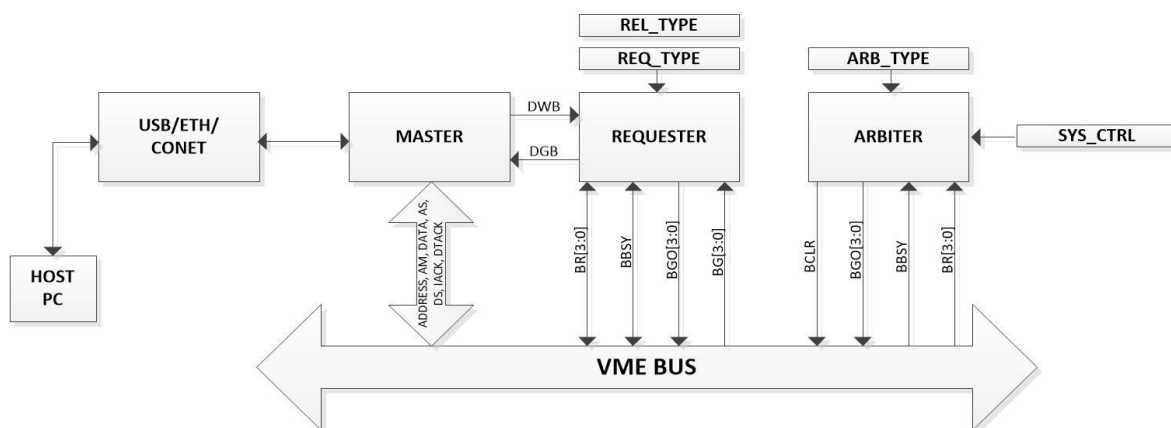 REL_TYPE
REQ_TYPE
ARB_TYPE
USB/ETH/
CONET
MASTER
DWB
DGB
REQUESTER
ARBITER
SYS_CTRL
HOST
PC
ADDRESS, AM, DATA, AS,
DS, IACK, DTACK
BR[3:0]
BBSY
BGO[3:0]
BG[3:0]
BCLR
BGO[3:0]
BBSY
BR[3:0]
VME BUS